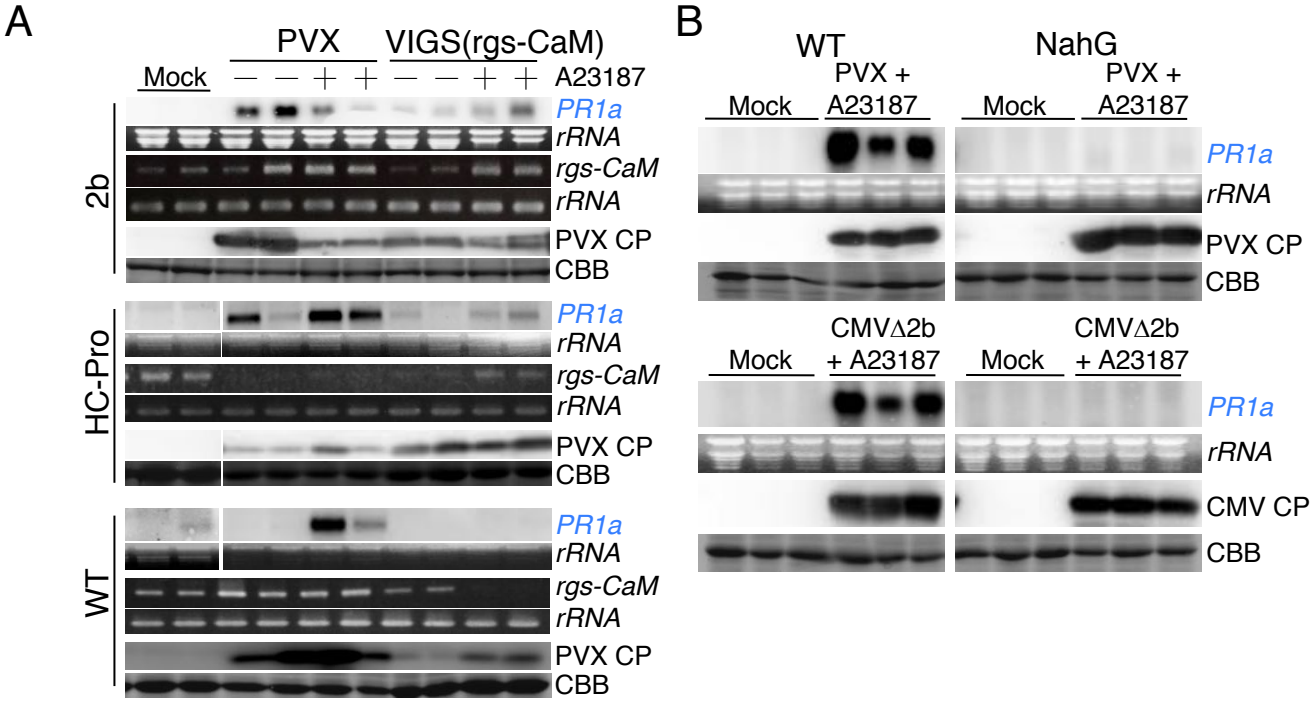 A
PVX VIGS(rgs-CaM)
Mock − − + + − − + + A23187
2b
PR1a
rRNA
rgs-CaM
rRNA
PVX CP
CBB
HC-Pro
PR1a
rRNA
rgs-CaM
rRNA
PVX CP
CBB
WT
PR1a
rRNA
rgs-CaM
rRNA
PVX CP
CBB
B
WT NahG
PVX + PVX +
Mock A23187 Mock A23187
PR1a
rRNA
PVX CP
CBB
CMVΔ2b CMVΔ2b
Mock + A23187 Mock + A23187
PR1a
rRNA
CMV CP
CBB